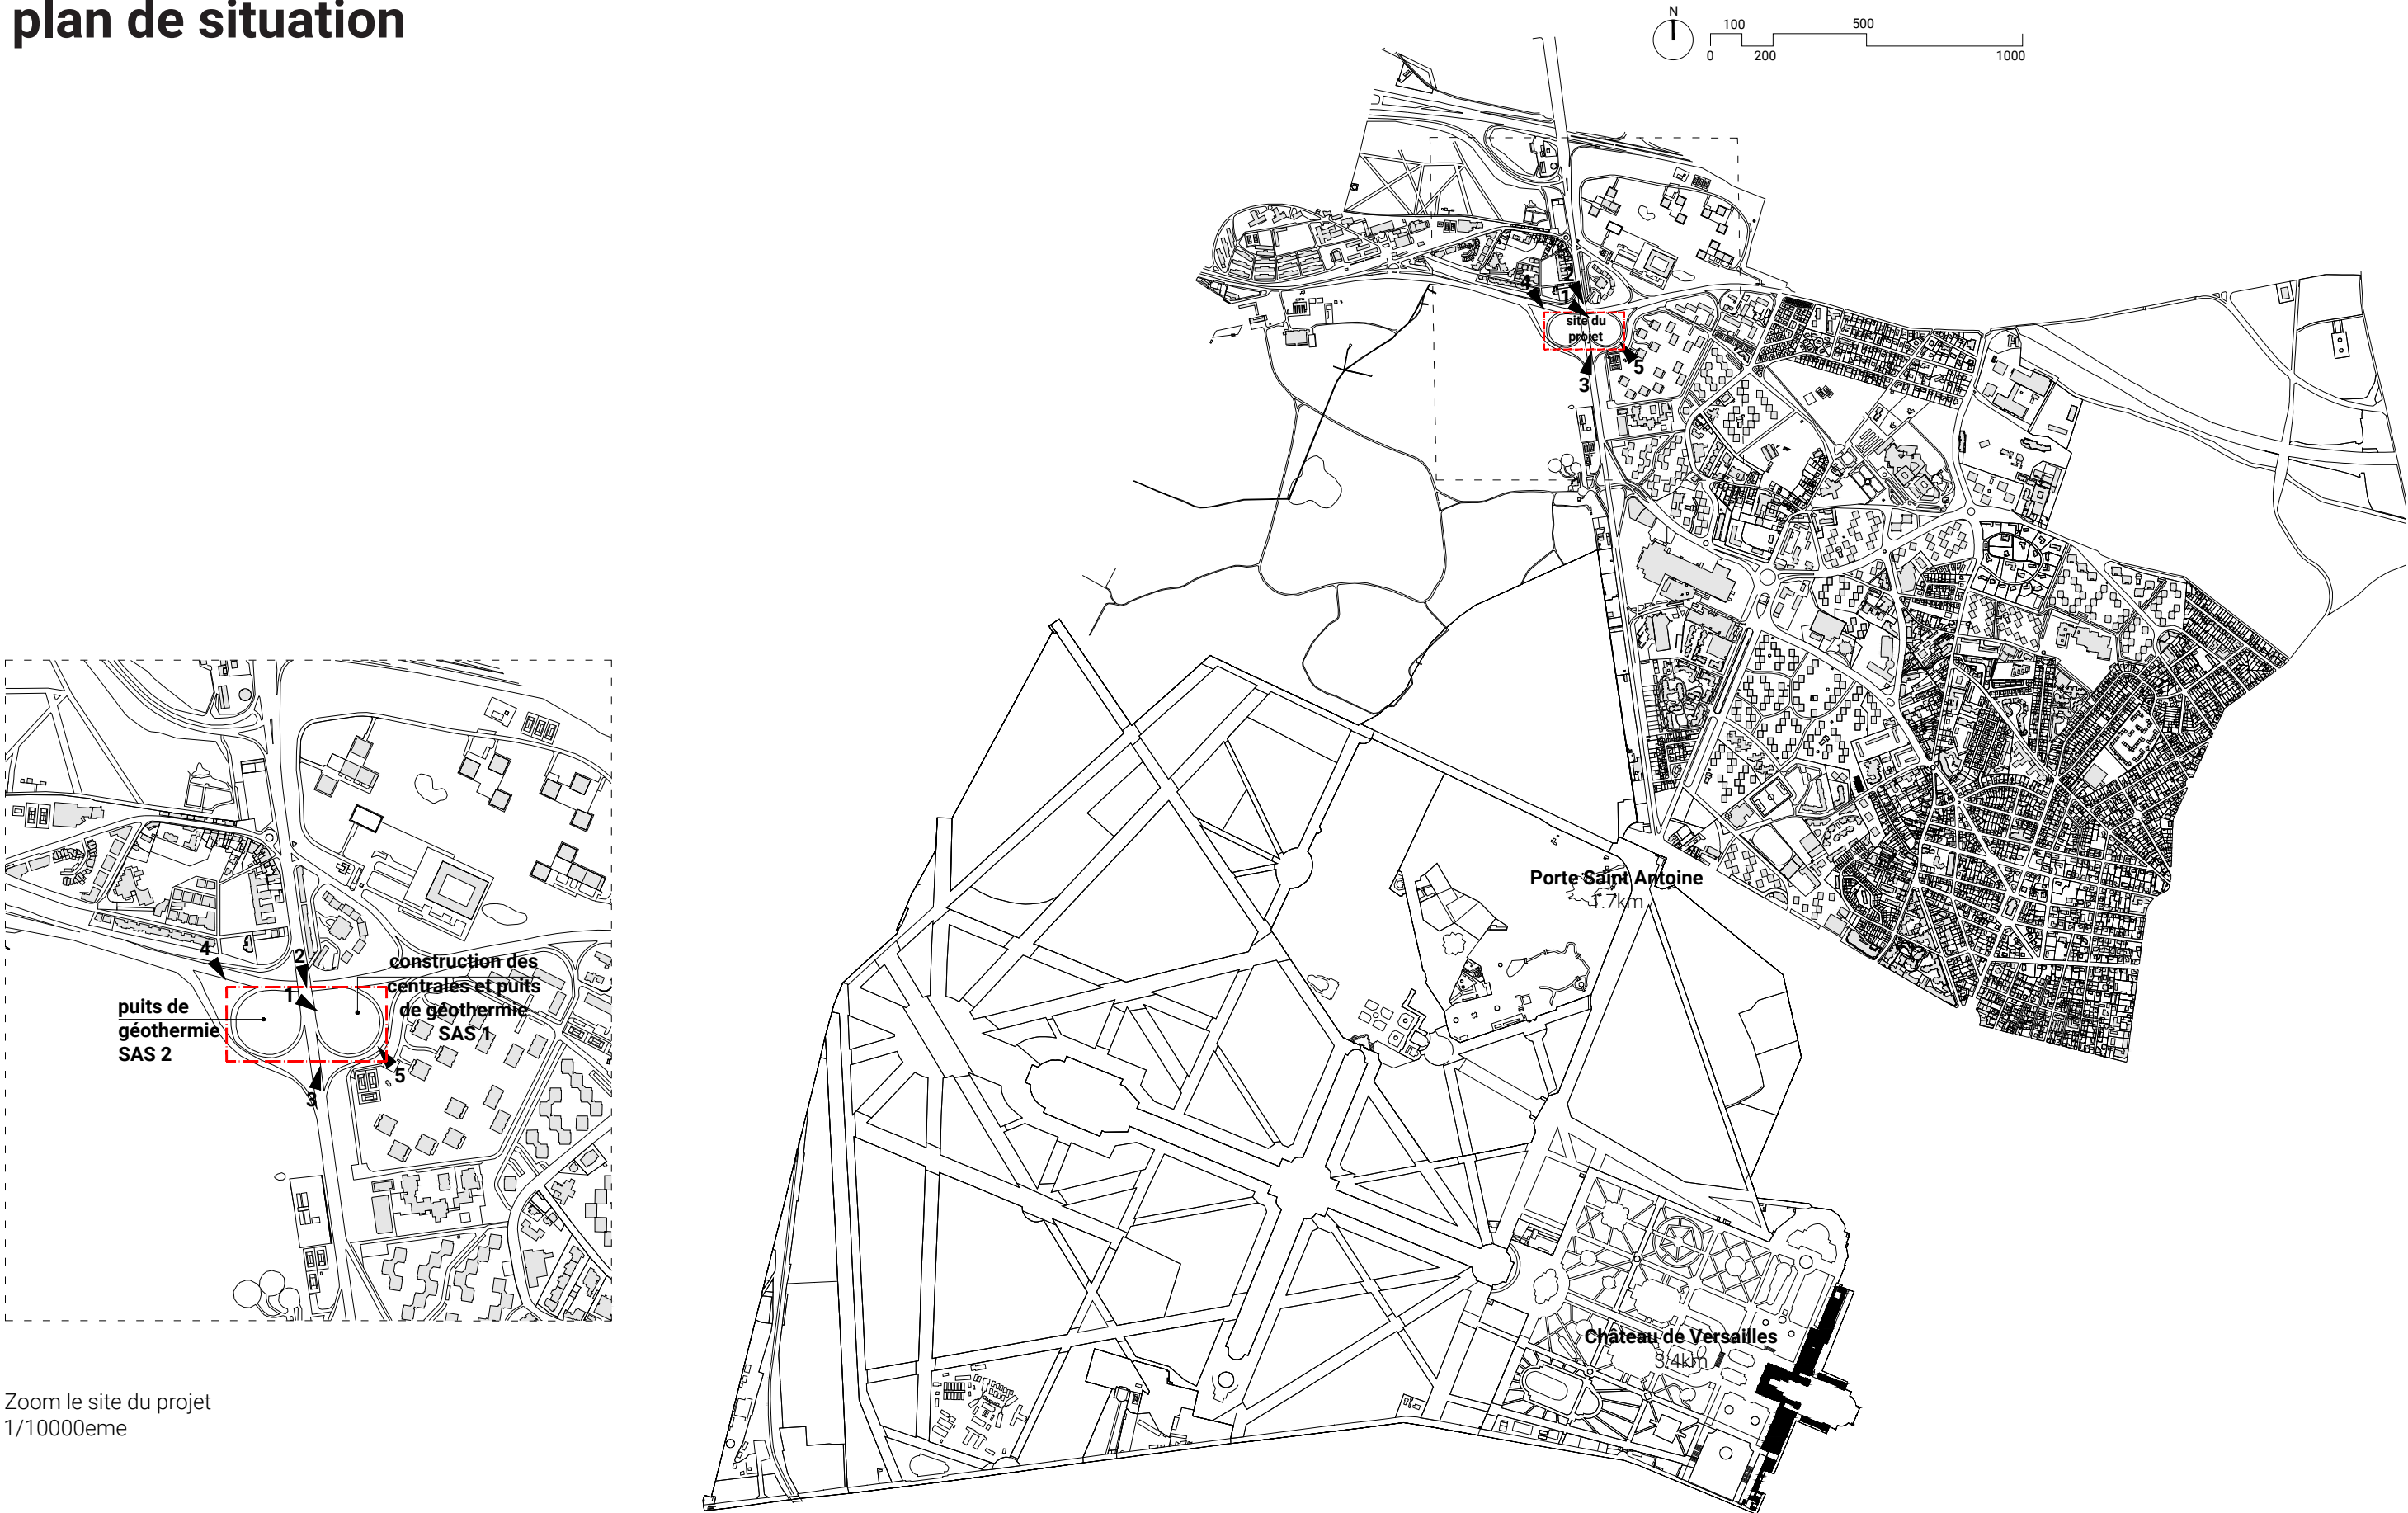 plan de situation
N
100
500
0
200
1000
2
4
1
site du
projet
3
5
Porte Saint Antoine
1.7km
Château de Versailles
3.4km
4
2
1
construction des
centrales et puits
de géothermie
SAS 1
puits de
géothermie
SAS 2
5
3
Zoom le site du projet
1/10000eme